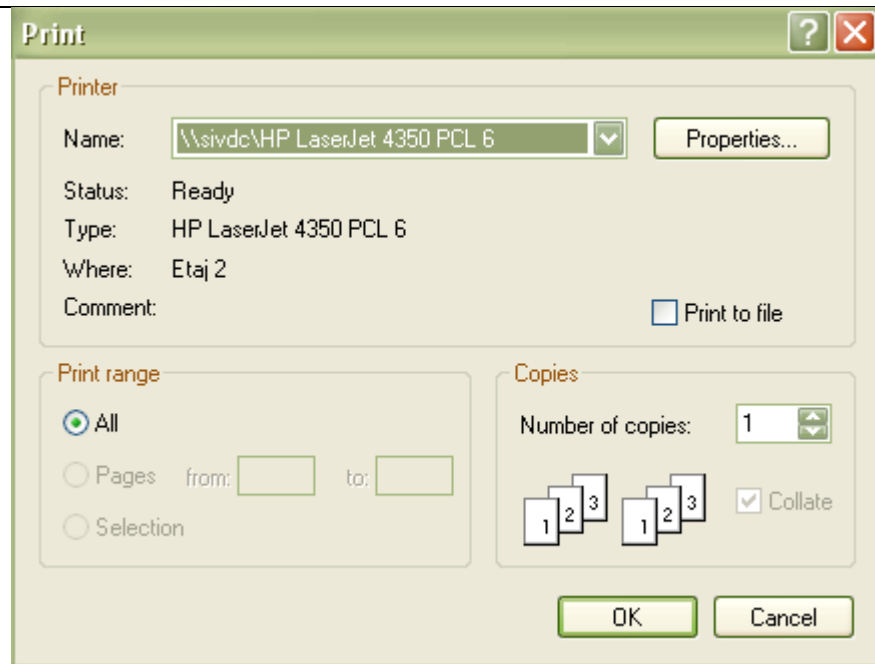 Print
Printer
Name: \\sivdc\HP LaserJet 4350 PCL 6 Properties...
Status: Ready
Type: HP LaserJet 4350 PCL 6
Where: Etaj 2
Comment:
Print to file
Print range
All
Pages from: to:
Selection
Copies
Number of copies: 1
1 2 3 1 2 3
Collate
OK Cancel